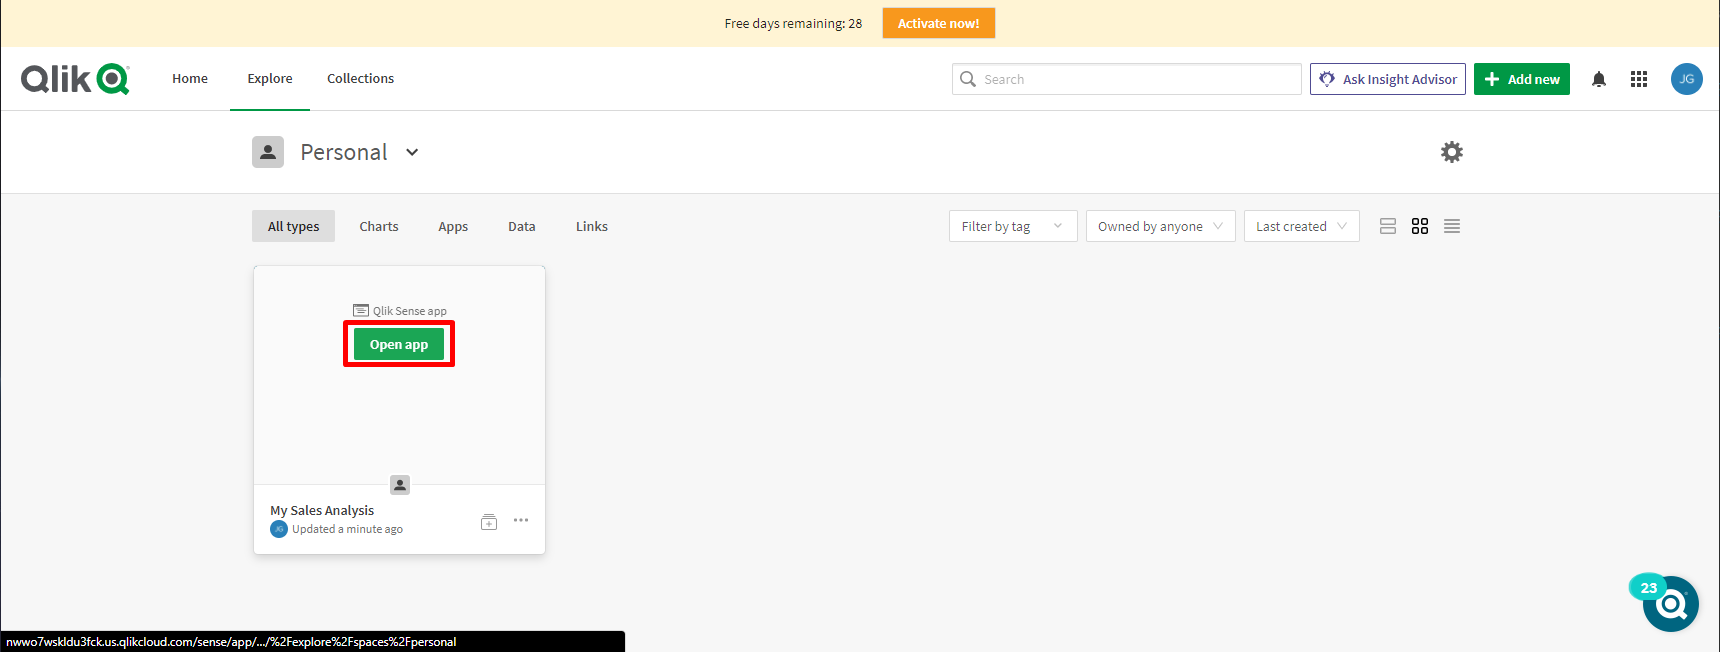 Free days remaining: 28 Activate now!
Qlik Home Explore Collections Search Ask Insight Advisor Add new JG
Personal
All types Charts Apps Data Links Filter by tag Owned by anyone Last created
Qlik Sense app
Open app
My Sales Analysis
JG Updated a minute ago
23
nwwo7wskldu3fck.us.qlikcloud.com/sense/app/.../%2Fexplore%2Fspaces%2Fpersonal